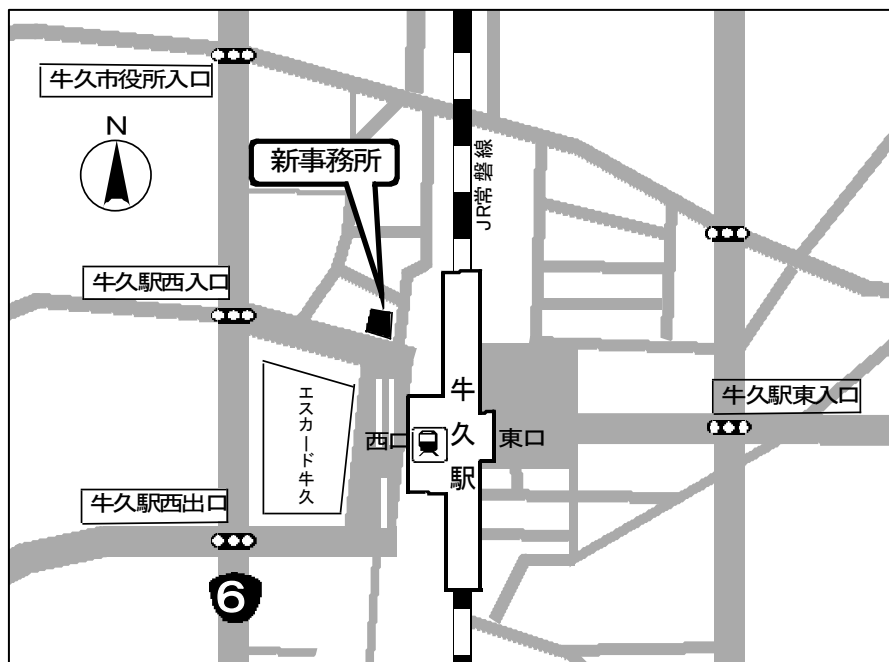 牛久市役所入口
N
新事務所
JR常磐線
牛久駅西入口
牛久駅東入口
エスカード牛久
西口
牛久駅
東口
牛久駅西出口
6